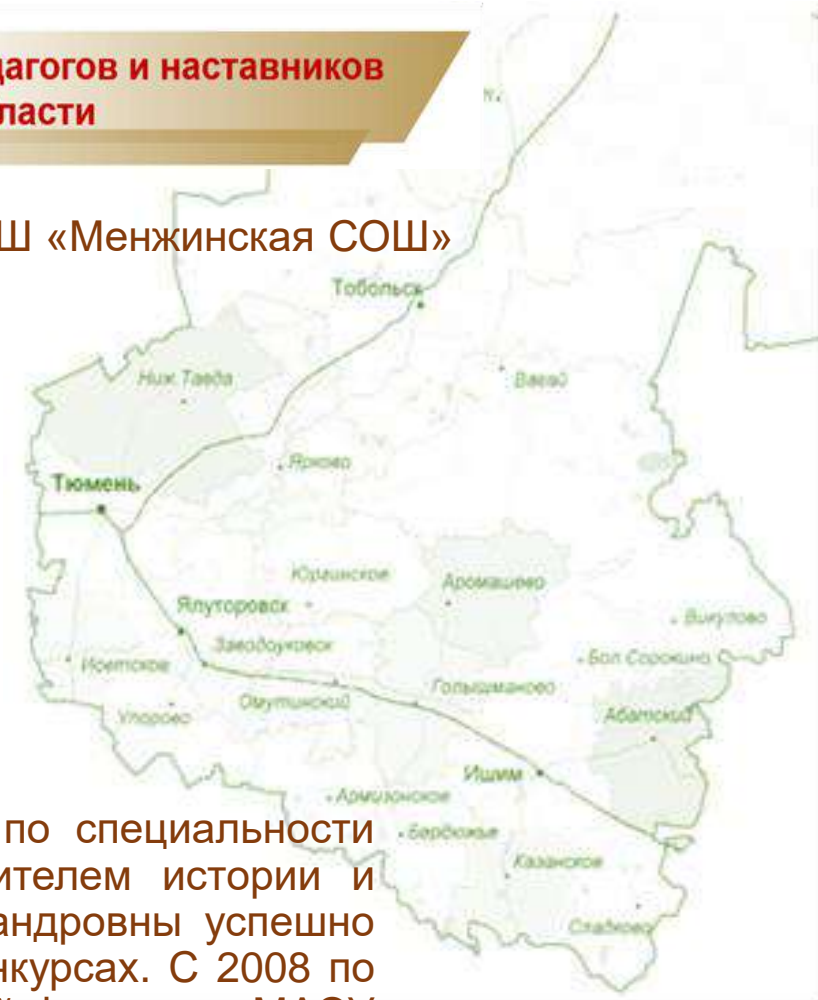 дагогов и наставников
ласти
Ш «Менжинская СОШ»
Тобольск
Ниж.Тавда
Вагай
Ярково
Тюмень
Юргинское
Аромашево
Ялуторовск
Викулово
Заводоуковск
Бол Сорокино
Исетское
Голышманово
Омутинский
Упорово
Абатский
Ишим
Армизонское
по специальности
Бердюжье
ителем истории и
Казанское
андровны успешно
Сладково
нкурсах. С 2008 по
МАОУ